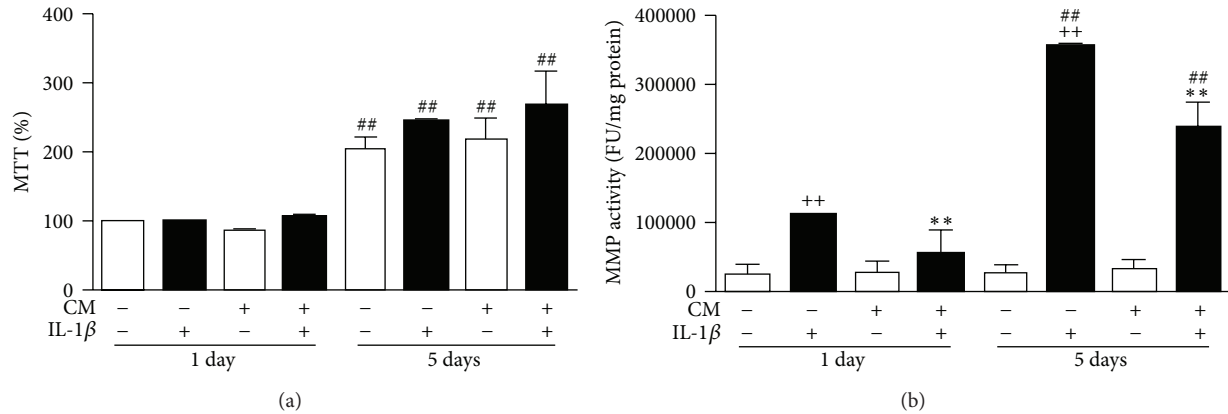 MTT (%)
400
300
200
100
0
## ## ## ##
CM − − + + − − + +
IL-1β − + − + − + − +
1 day 5 days
(a)
MMP activity (FU/mg protein)
400000
300000
200000
100000
0
++
**
##
++
##
**
CM − − + + − − + +
IL-1β − + − + − + − +
1 day 5 days
(b)